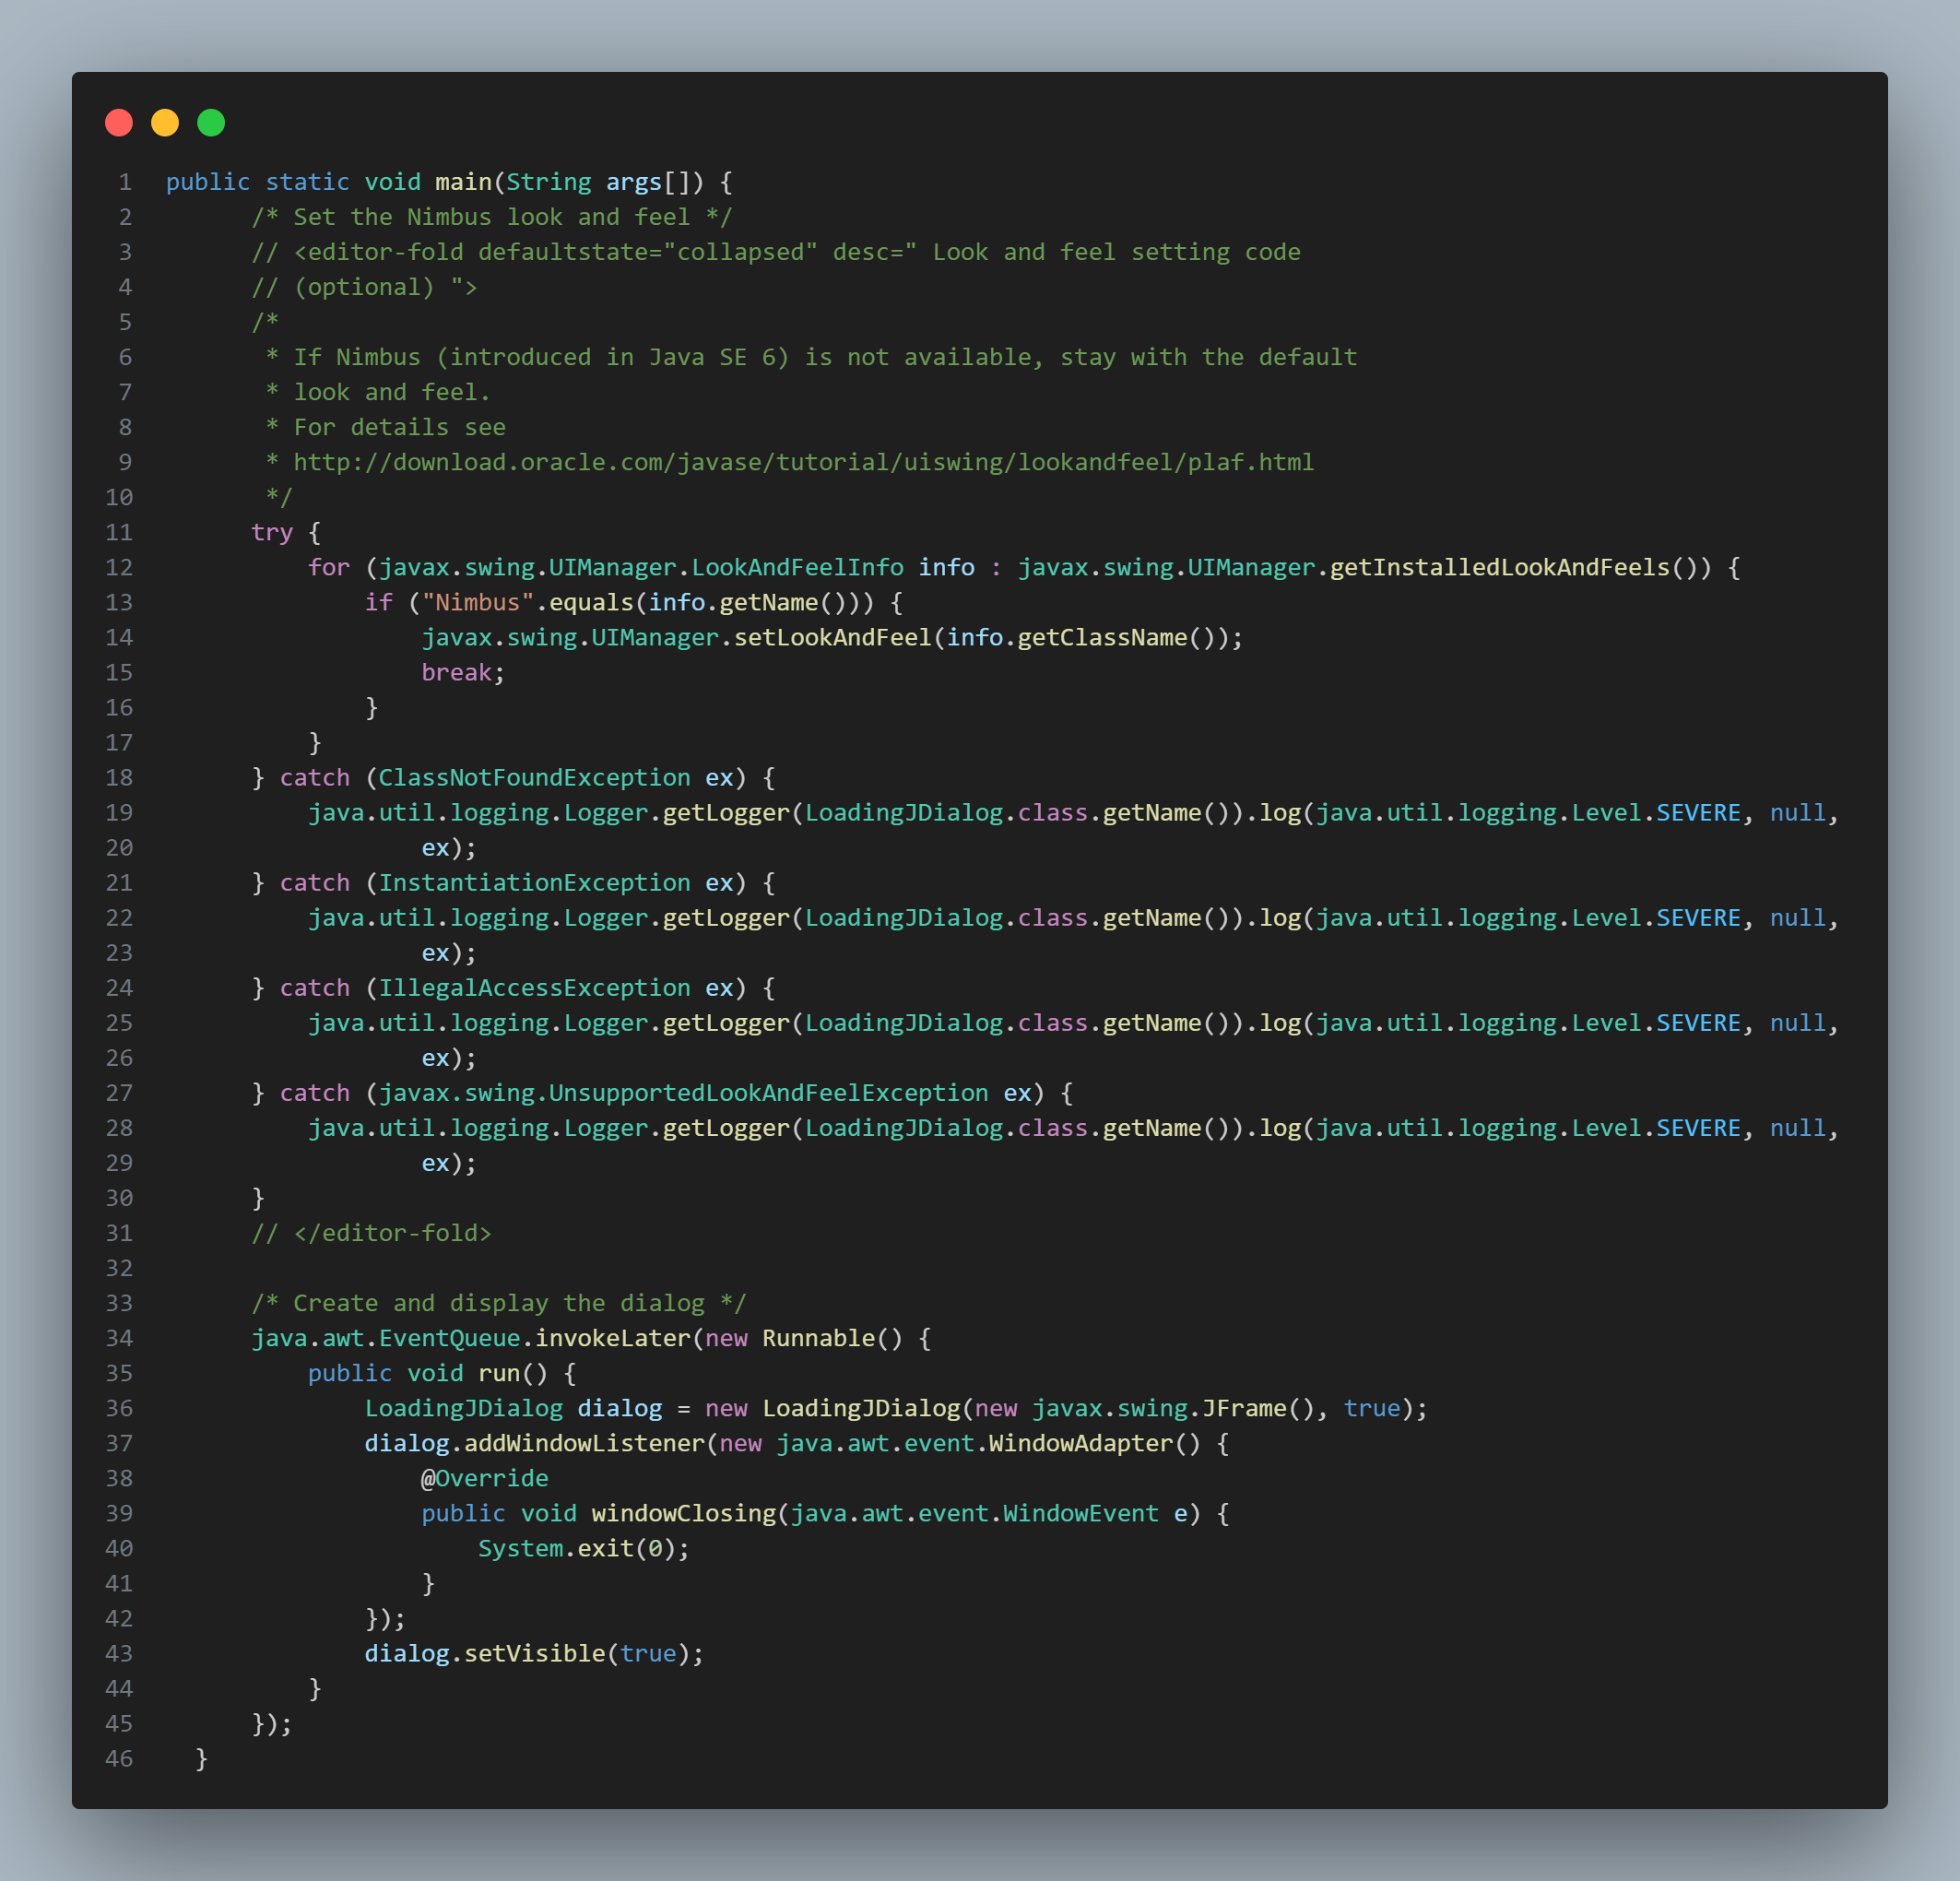 1 public static void main(String args[]) {
2 /* Set the Nimbus look and feel */
3 // <editor-fold defaultstate="collapsed" desc=" Look and feel setting code
4 // (optional) ">
5 /*
6 * If Nimbus (introduced in Java SE 6) is not available, stay with the default
7 * look and feel.
8 * For details see
9 * http://download.oracle.com/javase/tutorial/uiswing/lookandfeel/plaf.html
10 */
11 try {
12 for (javax.swing.UIManager.LookAndFeelInfo info : javax.swing.UIManager.getInstalledLookAndFeels()) {
13 if ("Nimbus".equals(info.getName())) {
14 javax.swing.UIManager.setLookAndFeel(info.getClassName());
15 break;
16 }
17 }
18 } catch (ClassNotFoundException ex) {
19 java.util.logging.Logger.getLogger(LoadingJDialog.class.getName()).log(java.util.logging.Level.SEVERE, null,
20 ex);
21 } catch (InstantiationException ex) {
22 java.util.logging.Logger.getLogger(LoadingJDialog.class.getName()).log(java.util.logging.Level.SEVERE, null,
23 ex);
24 } catch (IllegalAccessException ex) {
25 java.util.logging.Logger.getLogger(LoadingJDialog.class.getName()).log(java.util.logging.Level.SEVERE, null,
26 ex);
27 } catch (javax.swing.UnsupportedLookAndFeelException ex) {
28 java.util.logging.Logger.getLogger(LoadingJDialog.class.getName()).log(java.util.logging.Level.SEVERE, null,
29 ex);
30 }
31 // </editor-fold>
32
33 /* Create and display the dialog */
34 java.awt.EventQueue.invokeLater(new Runnable() {
35 public void run() {
36 LoadingJDialog dialog = new LoadingJDialog(new javax.swing.JFrame(), true);
37 dialog.addWindowListener(new java.awt.event.WindowAdapter() {
38 @Override
39 public void windowClosing(java.awt.event.WindowEvent e) {
40 System.exit(0);
41 }
42 });
43 dialog.setVisible(true);
44 }
45 });
46 }